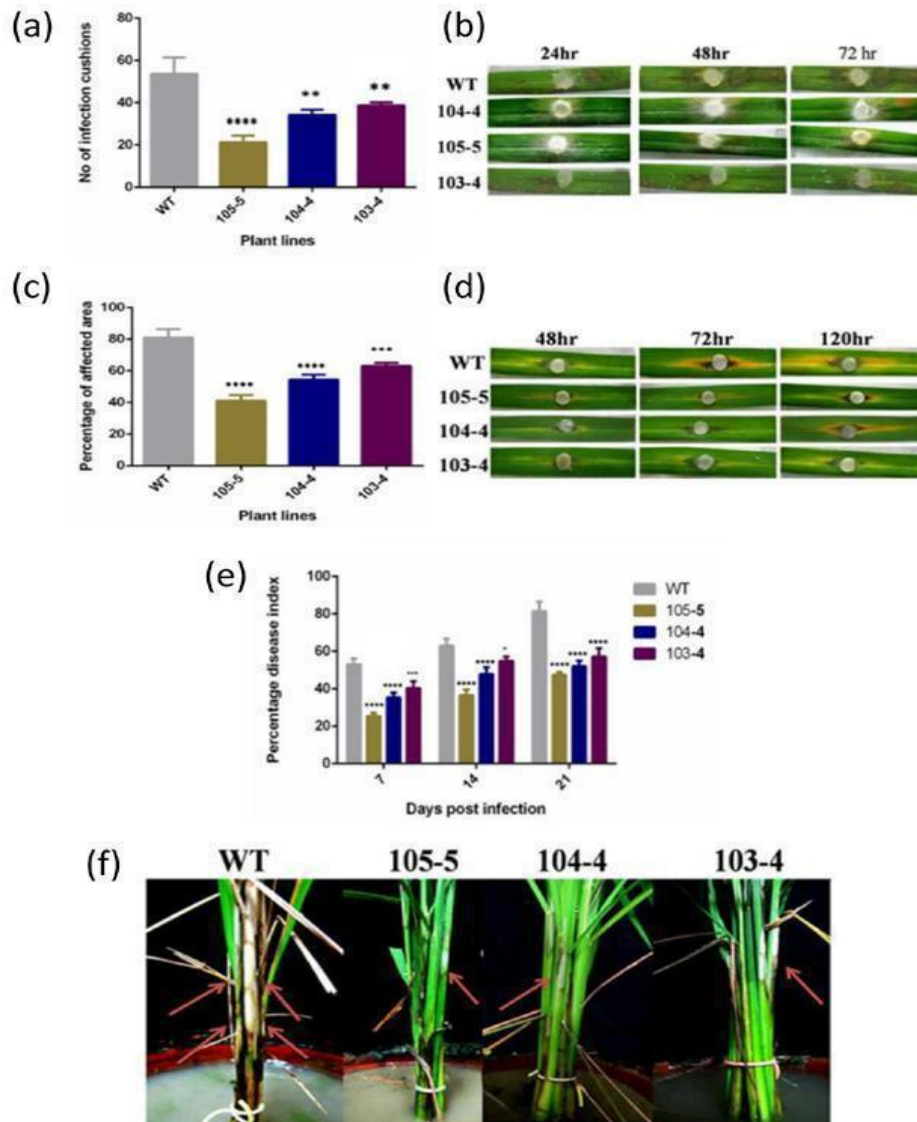 (a)
No of infection cushions
80
60
40
20
0
**** ** **
WT 105-5 104-4 103-4
Plant lines
(b)
24hr 48hr 72 hr
WT
104-4
105-5
103-4
(c)
Percentage of affected area
100
80
60
40
20
0
**** **** ***
WT 105-5 104-4 103-4
Plant lines
(d)
48hr 72hr 120hr
WT
105-5
104-4
103-4
(e)
Percentage disease index
100
80
60
40
20
0
**** **** *** **** **** * **** **** ****
7 14 21
Days post infection
WT
105-5
104-4
103-4
(f)
WT 105-5 104-4 103-4